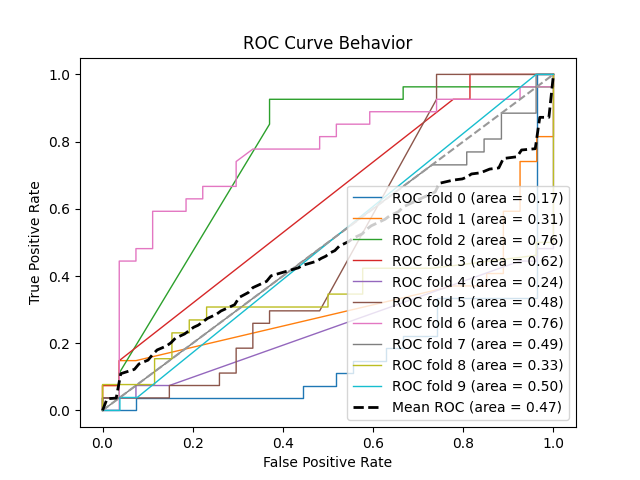 ROC Curve Behavior
True Positive Rate
1.0
0.8
0.6
0.4
0.2
0.0
ROC fold 0 (area = 0.17)
ROC fold 1 (area = 0.31)
ROC fold 2 (area = 0.76)
ROC fold 3 (area = 0.62)
ROC fold 4 (area = 0.24)
ROC fold 5 (area = 0.48)
ROC fold 6 (area = 0.76)
ROC fold 7 (area = 0.49)
ROC fold 8 (area = 0.33)
ROC fold 9 (area = 0.50)
Mean ROC (area = 0.47)
0.0 0.2 0.4 0.6 0.8 1.0
False Positive Rate